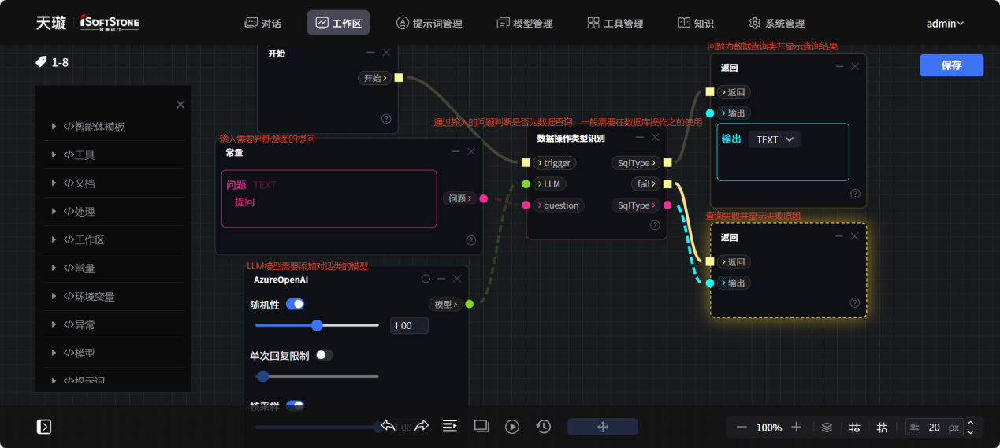 天璇 iSOFTSTONE 软通动力
对话
工作区
提示词管理
模型管理
工具管理
知识
系统管理
admin
1-8
保存
智能体模板
工具
文档
处理
工作区
常量
环境变量
异常
模型
提示词
开始
开始
输入需要判断意图的提问
常量
问题 TEXT
提问
问题
LLM模型需要添加对话类的模型
AzureOpenAI
随机性
模型
1.00
单次回复限制
核采样
1.00
通过输入的问题判断是否为数据查询，一般需要在数据库操作之前使用
数据操作类型识别
trigger
SqlType
LLM
fail
question
SqlType
问题为数据查询类并显示查询结果
返回
返回
输出
输出 TEXT
查询失败并显示失败原因
返回
返回
输出
100%
20 px